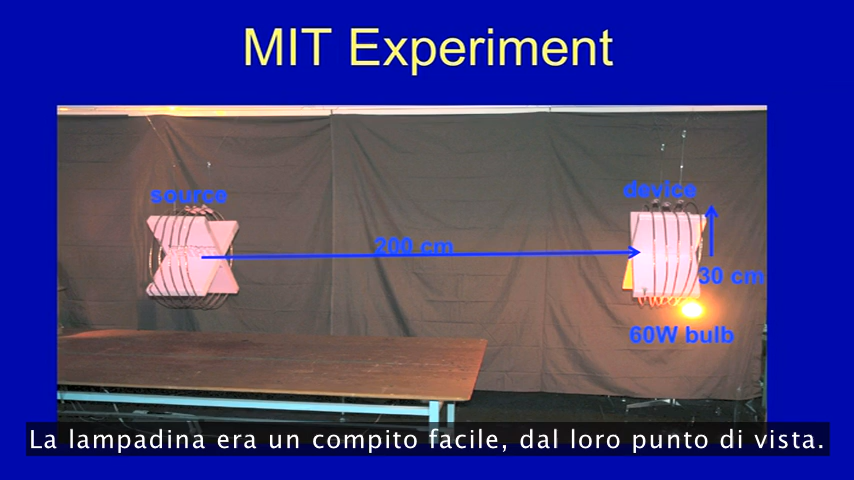 MIT Experiment
source
device
200 cm
30 cm
60W bulb
La lampadina era un compito facile, dal loro punto di vista.